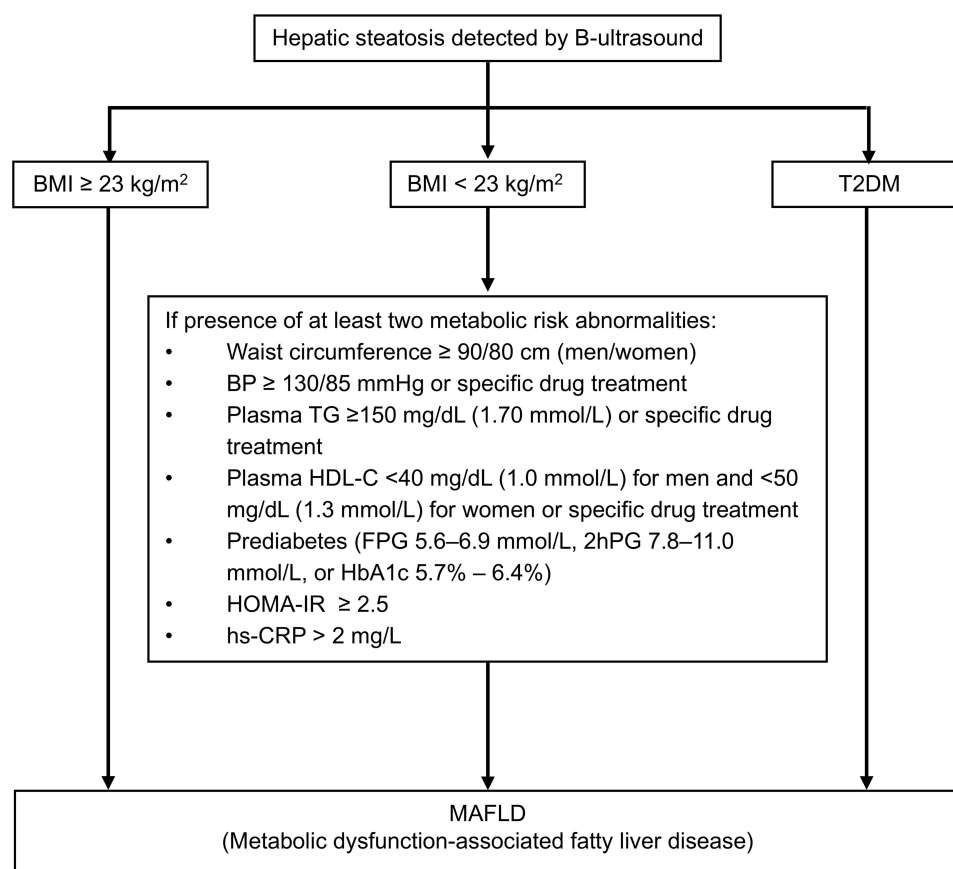 Hepatic steatosis detected by B-ultrasound
BMI ≥ 23 kg/m²
BMI < 23 kg/m²
T2DM
If presence of at least two metabolic risk abnormalities:
• Waist circumference ≥ 90/80 cm (men/women)
• BP ≥ 130/85 mmHg or specific drug treatment
• Plasma TG ≥150 mg/dL (1.70 mmol/L) or specific drug
treatment
• Plasma HDL-C <40 mg/dL (1.0 mmol/L) for men and <50
mg/dL (1.3 mmol/L) for women or specific drug treatment
• Prediabetes (FPG 5.6–6.9 mmol/L, 2hPG 7.8–11.0
mmol/L, or HbA1c 5.7% – 6.4%)
• HOMA-IR ≥ 2.5
• hs-CRP > 2 mg/L
MAFLD
(Metabolic dysfunction-associated fatty liver disease)